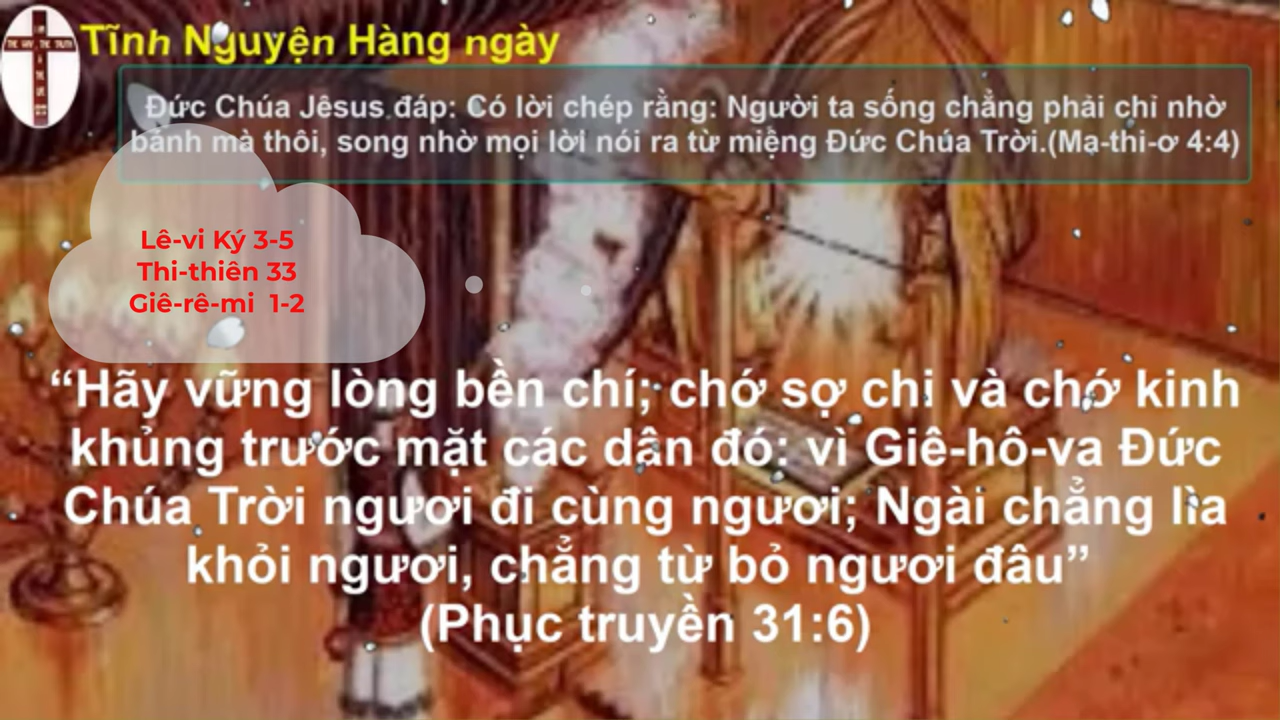 Tĩnh Nguyện Hàng ngày
Đức Chúa Jêsus đáp: Có lời chép rằng: Người ta sống chẳng phải chỉ nhờ
bánh mà thôi, song nhờ mọi lời nói ra từ miệng Đức Chúa Trời.(Ma-thi-ơ 4:4)
Lê-vi Ký 3-5
Thi-thiên 33
Giê-rê-mi 1-2
“Hãy vững lòng bền chí; chớ sợ chi và chớ kinh
khủng trước mặt các dân đó: vì Giê-hô-va Đức
Chúa Trời ngươi đi cùng ngươi; Ngài chẳng lìa
khỏi ngươi, chẳng từ bỏ ngươi đâu”
(Phục truyền 31:6)